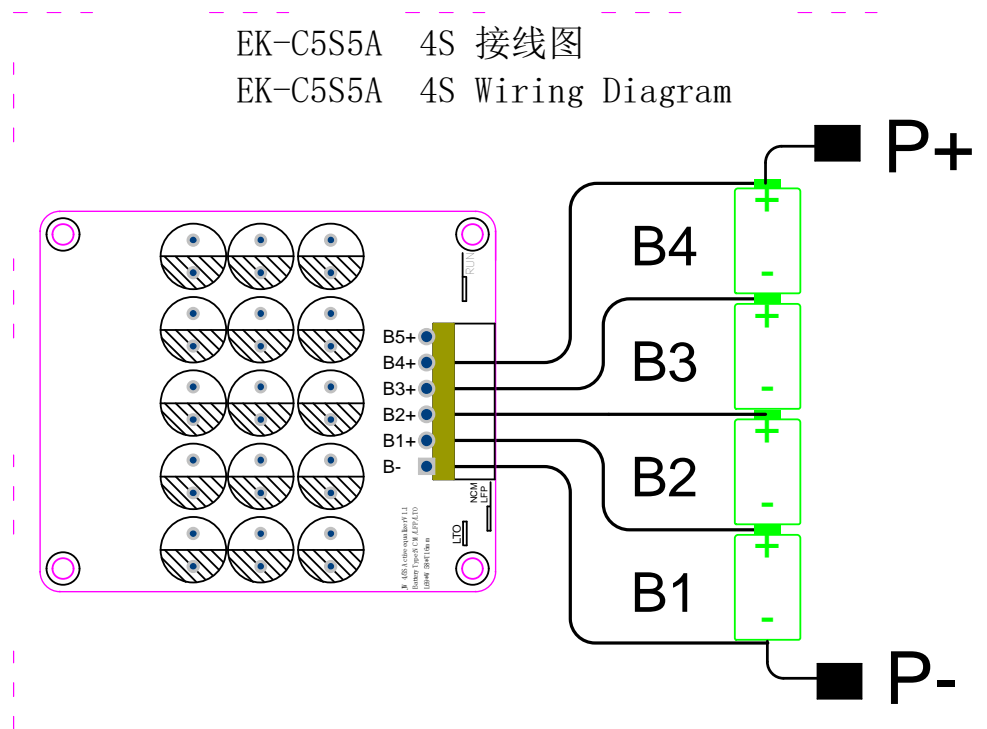 EK-C5S5A 4S 接线图
EK-C5S5A 4S Wiring Diagram
P+
+
B4
-
RUN
+
B3
-
B5+
B4+
B3+
B2+
B1+
B-
+
B2
-
NCM
LFP
LTO
+
B1
-
P-